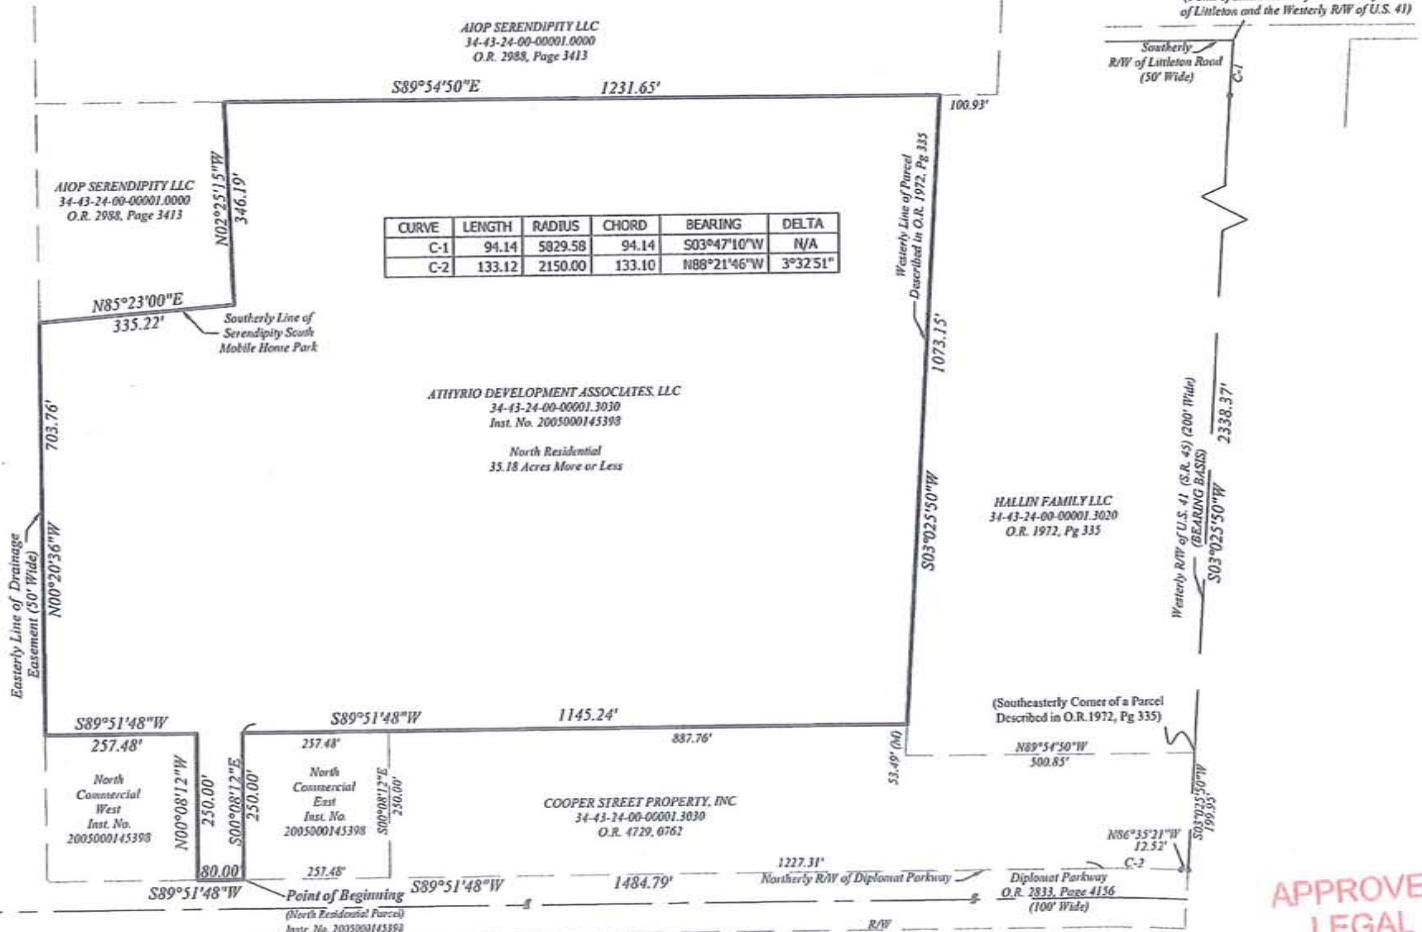 of Littleton and the Westerly R/W of U.S. 41)
AIOP SERENDIPITY LLC
34-43-24-00-00001.0000
O.R. 2988, Page 3413
Southerly
R/W of Littleton Road
(50' Wide)
C-1
S89°54'50"E
1231.65'
100.93'
AIOP SERENDIPITY LLC
34-43-24-00-00001.0000
O.R. 2988, Page 3413
N02°25'15"W
346.19'
Westerly Line of Parcel
Described in O.R. 1972, Pg 335
CURVE LENGTH RADIUS CHORD BEARING DELTA
C-1 94.14 5829.58 94.14 S03°47'10"W N/A
C-2 133.12 2150.00 133.10 N88°21'46"W 3°32'51"
N85°23'00"E
335.22'
Southerly Line of
Serendipity South
Mobile Home Park
1073.15'
S03°025'50"W
ATHYRIO DEVELOPMENT ASSOCIATES, LLC
34-43-24-00-00001.3030
Inst. No. 2005000145398
North Residential
35.18 Acres More or Less
703.76'
N00°20'36"W
Easterly Line of Drainage
Easement (50' Wide)
HALLIN FAMILY LLC
34-43-24-00-00001.3020
O.R. 1972, Pg 335
Westerly R/W of U.S. 41 (S.R. 45) (200' Wide)
(BEARING BASIS)
S03°025'50"W
2338.37'
(Southeasterly Corner of a Parcel
Described in O.R.1972, Pg 335)
S89°51'48"W
257.48'
S89°51'48"W
1145.24'
257.48'
887.76'
53.49' (M)
N89°54'50"W
500.85'
North
Commercial
West
Inst. No.
2005000145398
N00°08'12"W
250.00'
S00°08'12"E
250.00'
North
Commercial
East
Inst. No.
2005000145398
S00°08'12"E
250.00'
COOPER STREET PROPERTY, INC
34-43-24-00-00001.3030
O.R. 4729, 0762
S03°025'50"W
199.95'
N86°35'21"W
12.52'
C-2
80.00'
257.48'
1227.31'
S89°51'48"W
Point of Beginning
(North Residential Parcel)
Instr. No. 2005000145398
S89°51'48"W
1484.79'
Northerly R/W of Diplomat Parkway
Diplomat Parkway
O.R. 2833, Page 4156
(100' Wide)
R/W
APPROVE
LEGAL